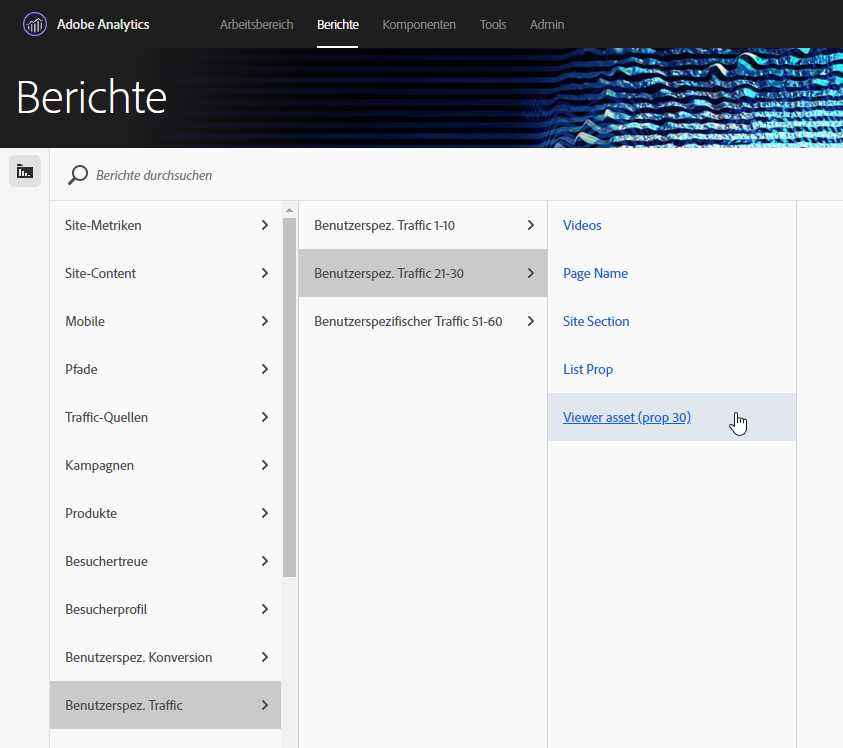 Adobe Analytics Arbeitsbereich Berichte Komponenten Tools Admin
Berichte
Berichte durchsuchen
Site-Metriken
Site-Content
Mobile
Pfade
Traffic-Quellen
Kampagnen
Produkte
Besuchertreue
Besucherprofil
Benutzerspez. Konversion
Benutzerspez. Traffic
Benutzerspez. Traffic 1-10
Benutzerspez. Traffic 21-30
Benutzerspezifischer Traffic 51-60
Videos
Page Name
Site Section
List Prop
Viewer asset (prop 30)